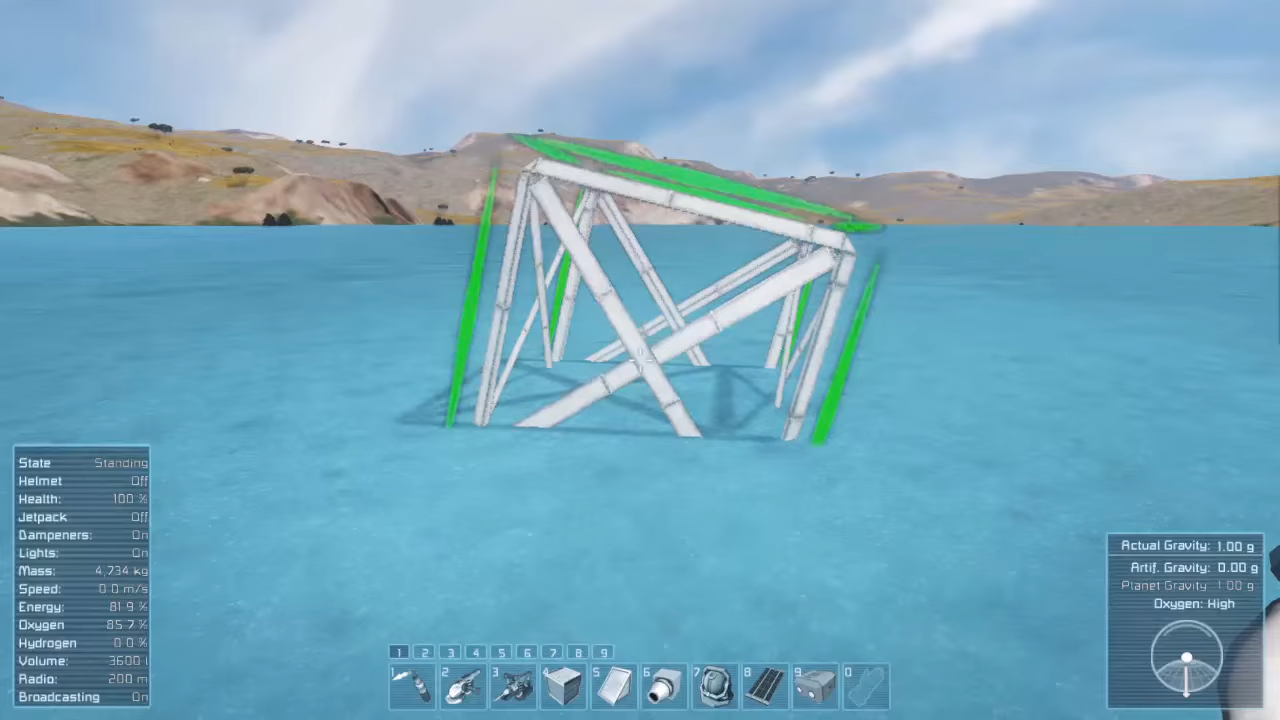 State Standing
Helmet Off
Health: 100 %
Jetpack Off
Dampeners: On
Lights: On
Mass: 4,734 kg
Speed: 0.0 m/s
Energy: 81.9 %
Oxygen 85.7 %
Hydrogen 0.0 %
Volume: 3600 l
Radio: 200 m
Broadcasting On
Actual Gravity: 1.00 g
Artif. Gravity: 0.00 g
Planet Gravity 1.00 g
Oxygen: High
1 2 3 4 5 6 7 8 9
1 2 3 4 5 6 7 8 9 0